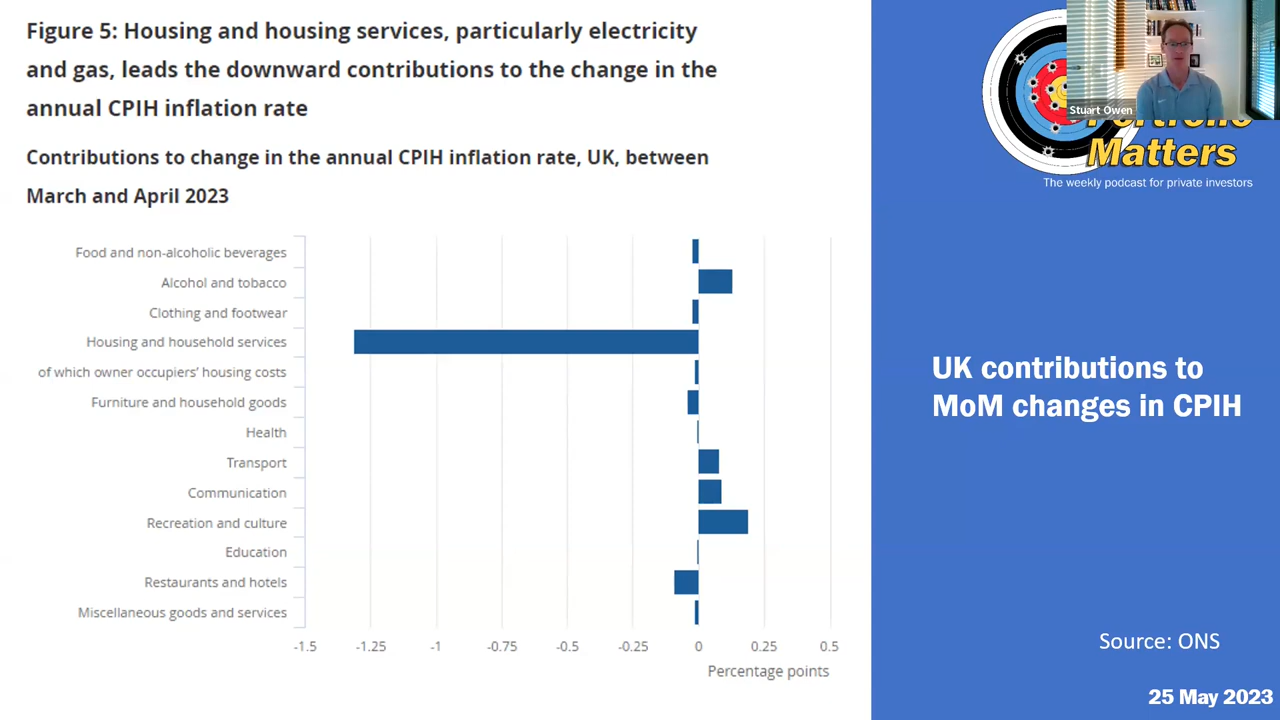 Figure 5: Housing and housing services, particularly electricity
and gas, leads the downward contributions to the change in the
annual CPIH inflation rate
Contributions to change in the annual CPIH inflation rate, UK, between
March and April 2023
Food and non-alcoholic beverages
Alcohol and tobacco
Clothing and footwear
Housing and household services
of which owner occupiers’ housing costs
Furniture and household goods
Health
Transport
Communication
Recreation and culture
Education
Restaurants and hotels
Miscellaneous goods and services
-1.5 -1.25 -1 -0.75 -0.5 -0.25 0 0.25 0.5
Percentage points
Stuart Owen
Matters
The weekly podcast for private investors
UK contributions to
MoM changes in CPIH
Source: ONS
25 May 2023